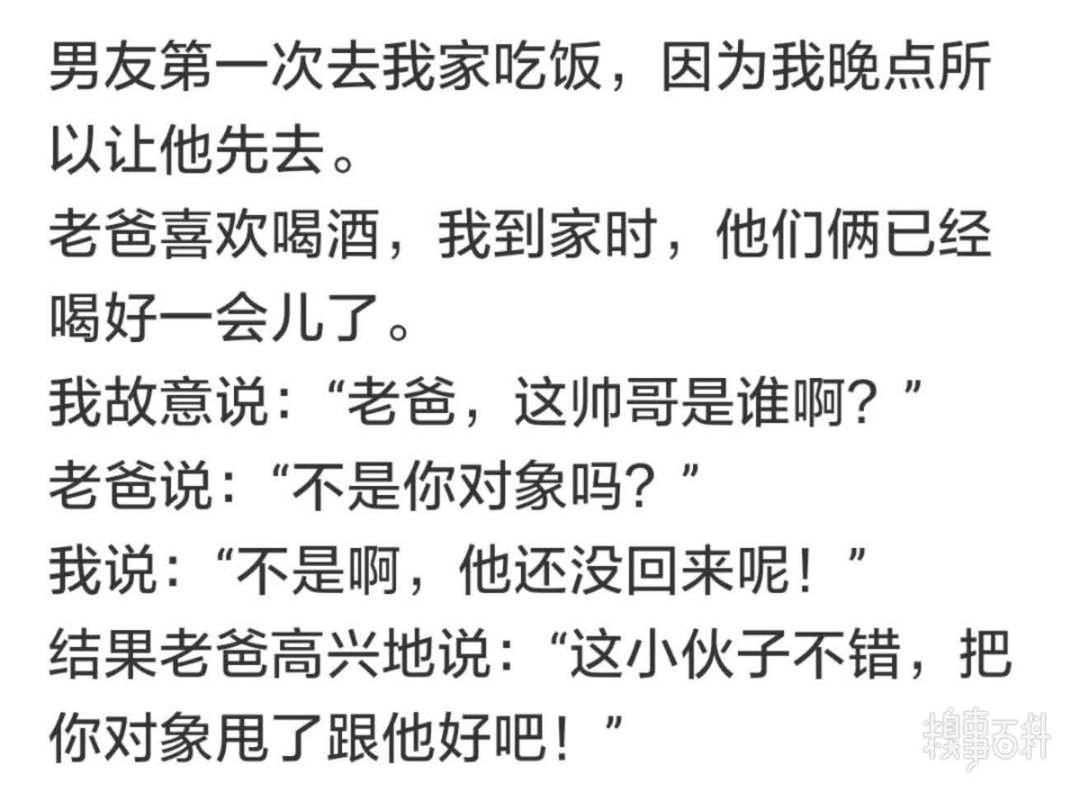 男友第一次去我家吃饭，因为我晚点所
以让他先去。
老爸喜欢喝酒，我到家时，他们俩已经
喝好一会儿了。
我故意说：“老爸，这帅哥是谁啊？”
老爸说：“不是你对象吗？”
我说：“不是啊，他还没回来呢！”
结果老爸高兴地说：“这小伙子不错，把
你对象甩了跟他好吧！”
糗事百科